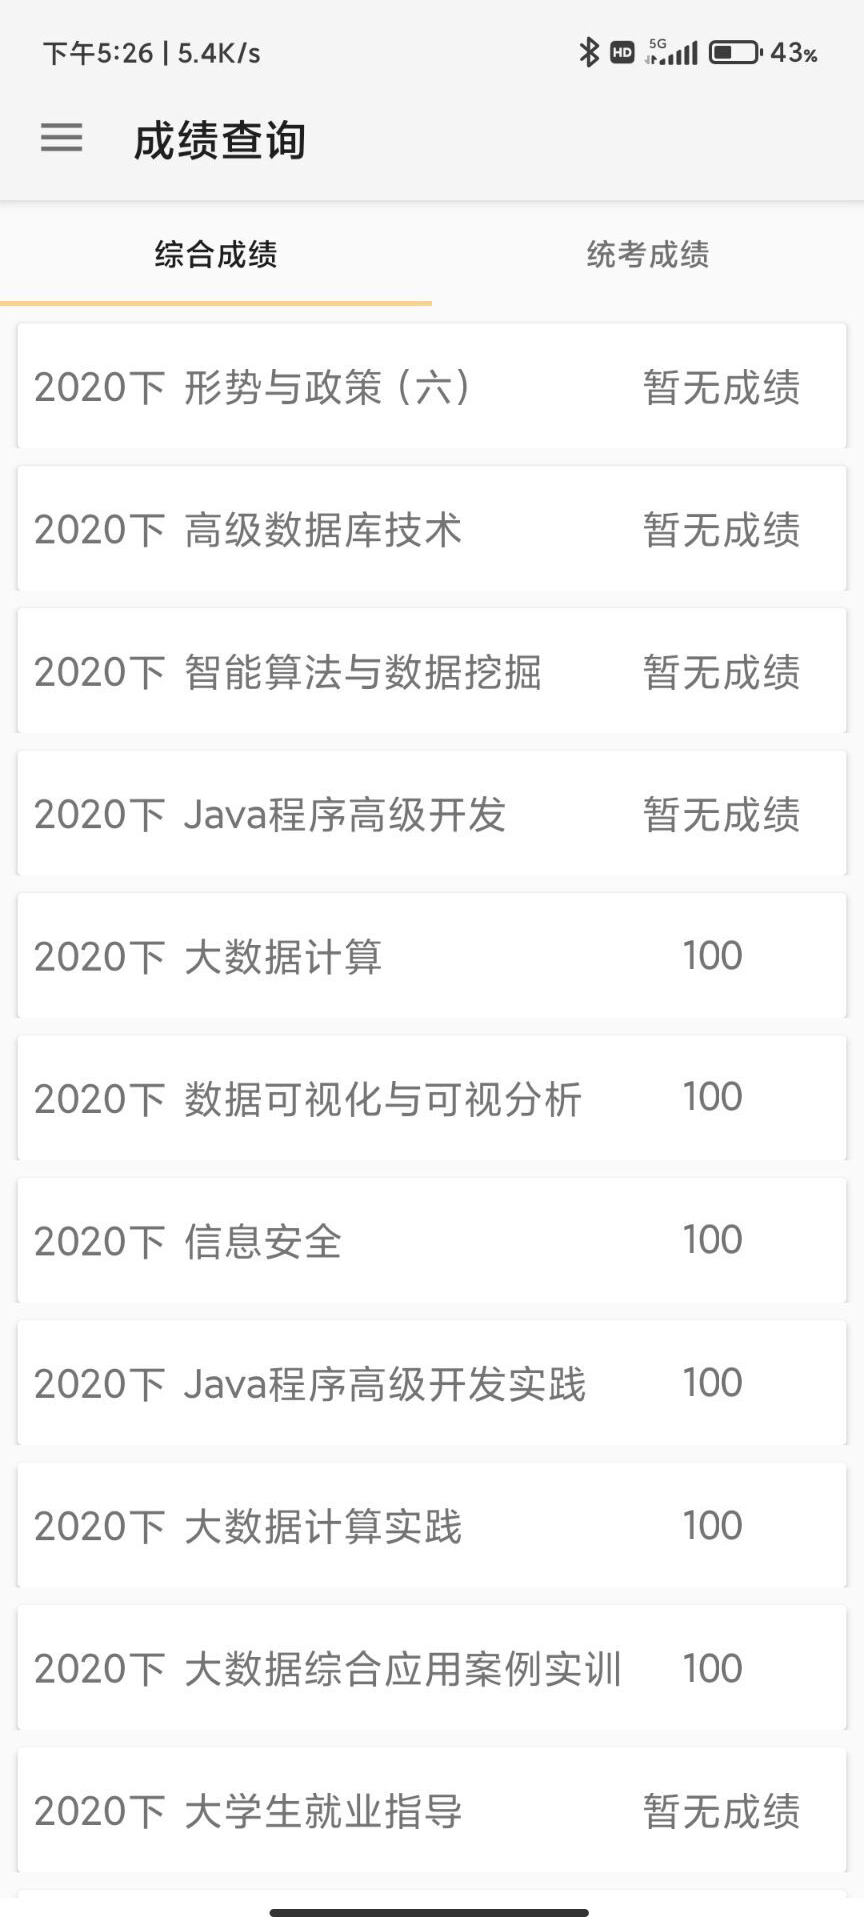 下午5:26 | 5.4K/s HD 5G 43%
成绩查询
综合成绩 统考成绩
2020下 形势与政策（六） 暂无成绩
2020下 高级数据库技术 暂无成绩
2020下 智能算法与数据挖掘 暂无成绩
2020下 Java程序高级开发 暂无成绩
2020下 大数据计算 100
2020下 数据可视化与可视分析 100
2020下 信息安全 100
2020下 Java程序高级开发实践 100
2020下 大数据计算实践 100
2020下 大数据综合应用案例实训 100
2020下 大学生就业指导 暂无成绩